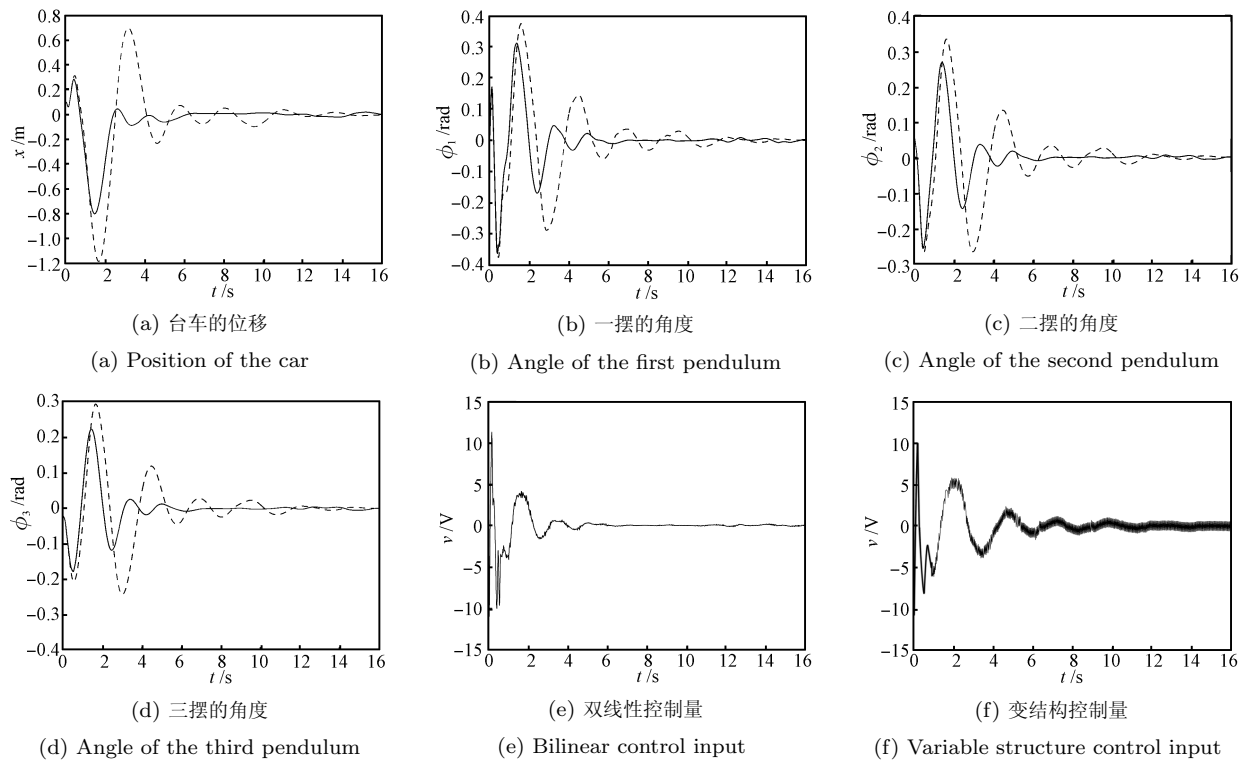 0.8
0.6
0.4
0.2
0
−0.2
−0.4
−0.6
−0.8
−1.0
−1.2
x /m
0 2 4 6 8 10 12 14 16
t /s
(a) 台车的位移
(a) Position of the car
0.4
0.3
0.2
0.1
0
−0.1
−0.2
−0.3
−0.4
ϕ₁ /rad
0 2 4 6 8 10 12 14 16
t /s
(b) 一摆的角度
(b) Angle of the first pendulum
0.4
0.3
0.2
0.1
0
−0.1
−0.2
−0.3
ϕ₂ /rad
0 2 4 6 8 10 12 14 16
t /s
(c) 二摆的角度
(c) Angle of the second pendulum
0.3
0.2
0.1
0
−0.1
−0.2
−0.3
−0.4
ϕ₃ /rad
0 2 4 6 8 10 12 14 16
t /s
(d) 三摆的角度
(d) Angle of the third pendulum
15
10
5
0
−5
−10
−15
v /V
0 2 4 6 8 10 12 14 16
t /s
(e) 双线性控制量
(e) Bilinear control input
15
10
5
0
−5
−10
−15
v /V
0 2 4 6 8 10 12 14 16
t /s
(f) 变结构控制量
(f) Variable structure control input